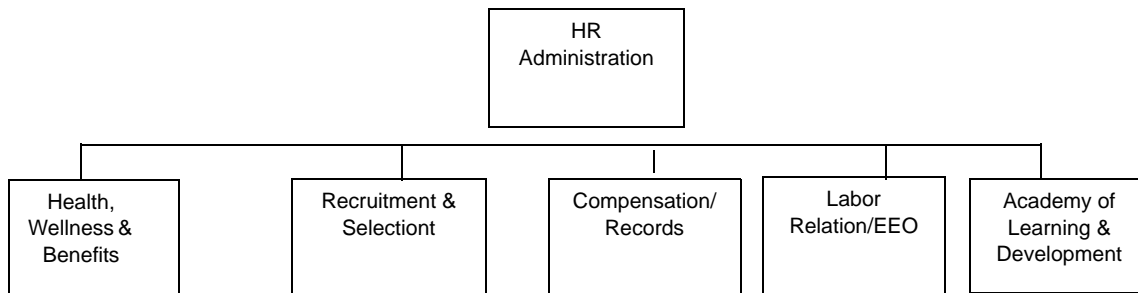 HR
Administration
Health,
Wellness &
Benefits
Recruitment &
Selectiont
Compensation/
Records
Labor
Relation/EEO
Academy of
Learning &
Development